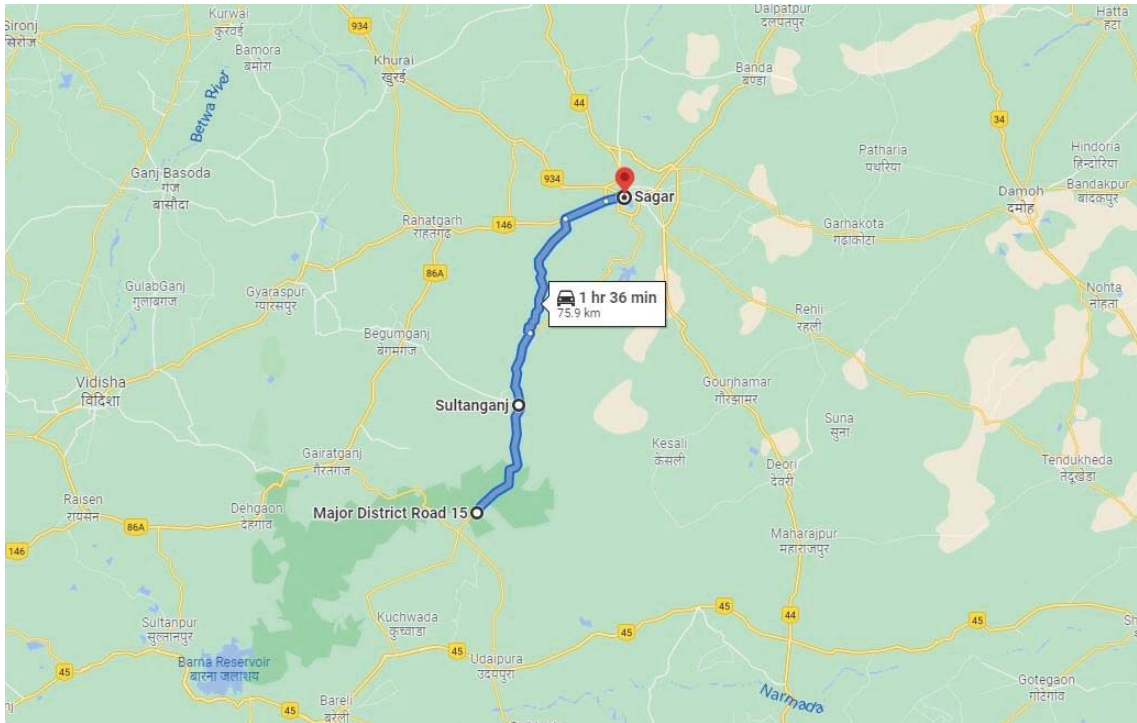 Sironj
सिरोंज
Kurwai
कुरवई
Bamora
बमोरा
934
Khurai
खुरई
Dalpatpur
दलपतपुर
Hatta
हटा
Banda
बण्डा
44
34
Betwa River
Hindoria
हिन्दोरिया
Patharia
पथरिया
Ganj Basoda
गंज
बासौदा
934
Sagar
Damoh
दमोह
Bandakpur
बांदकपुर
Rahatgarh
राहतगढ़
146
Garhakota
गढ़ाकोटा
86A
GulabGanj
गुलाबगंज
Gyaraspur
ग्यारसपुर
1 hr 36 min
75.9 km
Nohta
नोहता
Rehli
रहली
Begumganj
बेगमगंज
Vidisha
विदिशा
Gourjhamar
गौरझामर
Sultanganj
Suna
सुना
Kesali
केसली
Gairatganj
गैरतगंज
Deori
देवरी
Tendukheda
तेंदूखेडा
Raisen
रायसेन
Dehgaon
देहगांव
Major District Road 15
86A
146
Maharajpur
महाराजपुर
Kuchwada
कुच्वाडा
Sultanpur
सुल्तानपुर
45
44
45
45
Barna Reservoir
बारना जलाशय
Udaipura
उदयपुरा
45
45
Gotegaon
गोटेगांव
Bareli
बरेली
45
Narmada